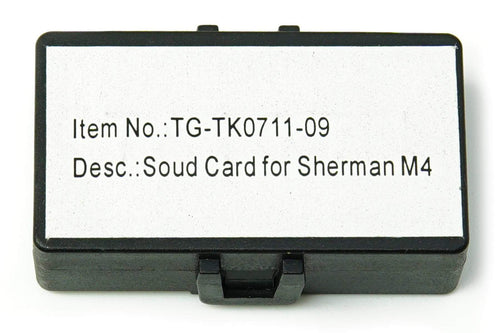 Item No.:TG-TK0711-09
Desc.:Soud Card for Sherman M4